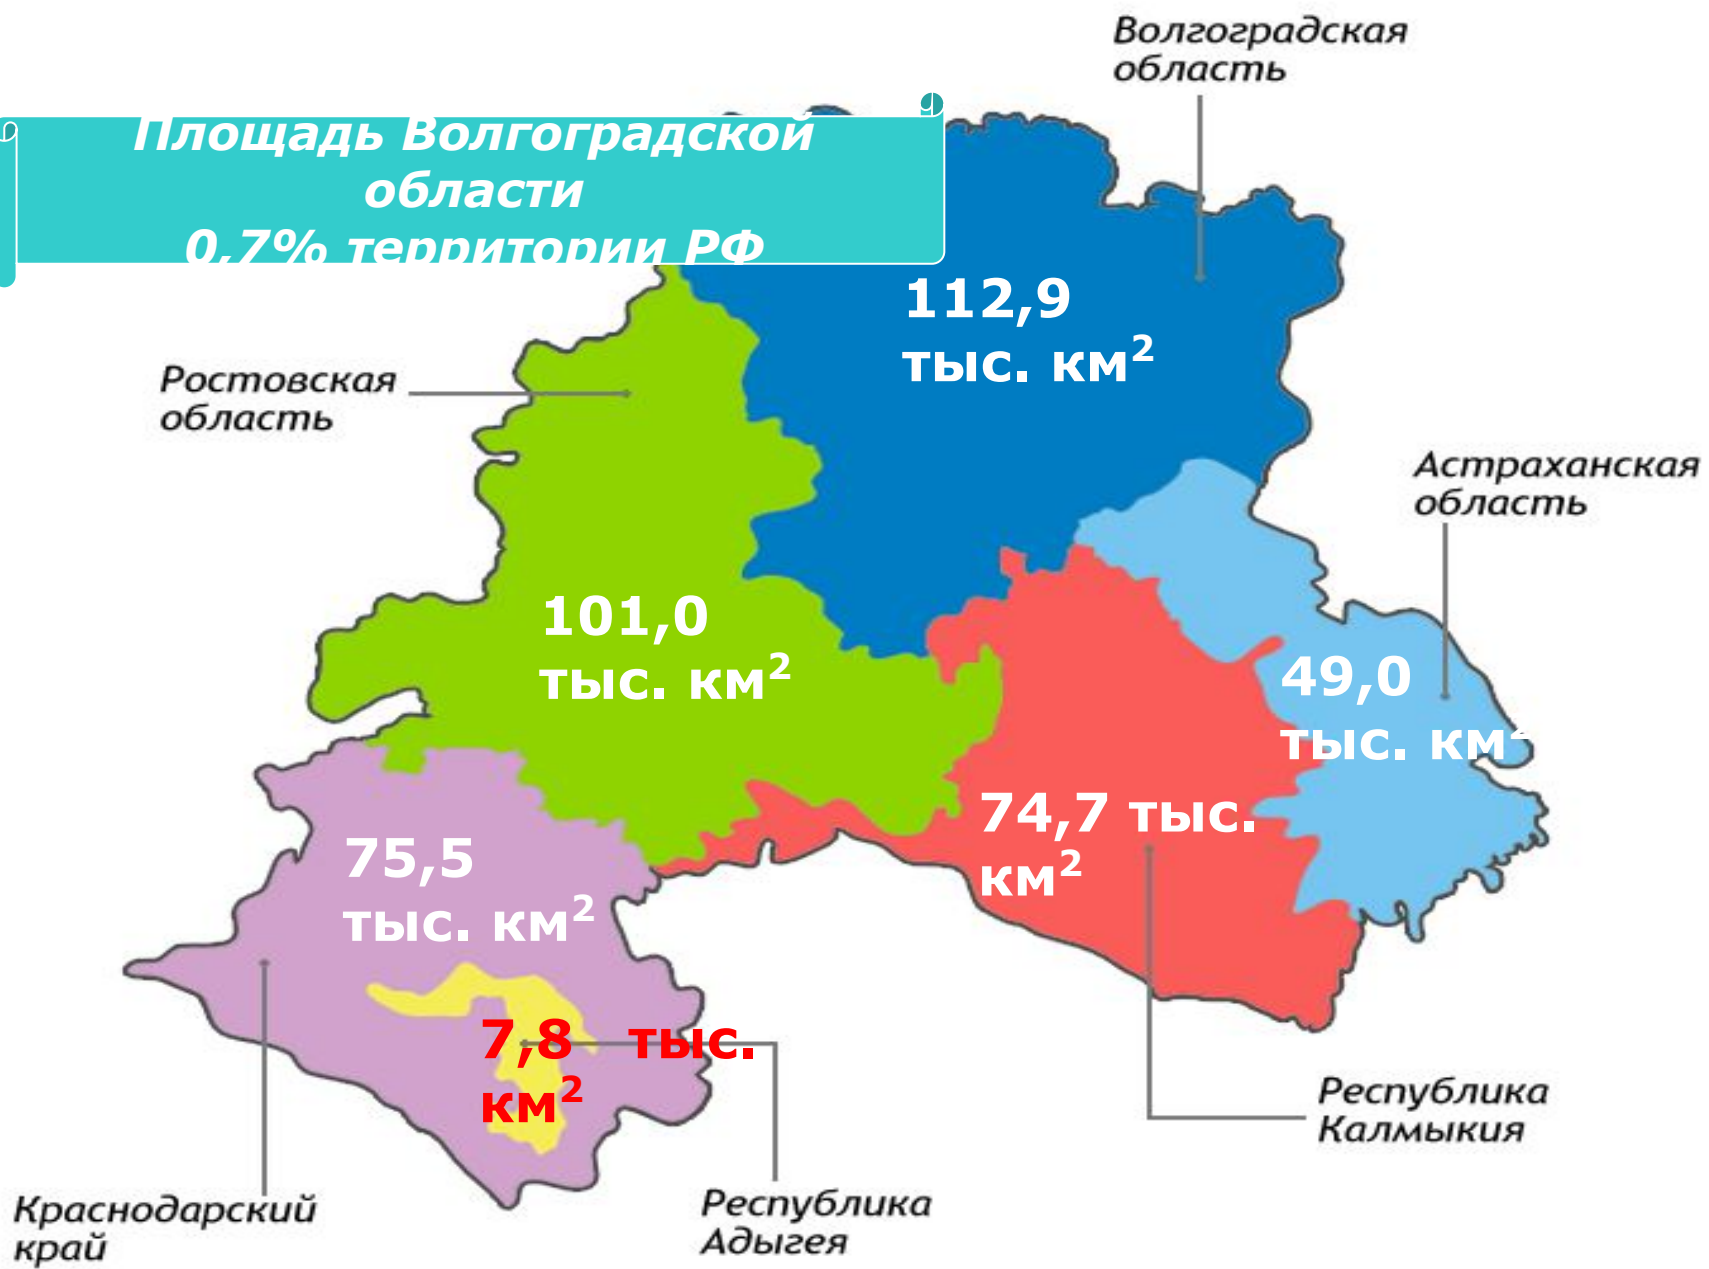 Волгоградская
область
Площадь Волгоградской
области
0,7% территории РФ
112,9
тыс. км²
Ростовская
область
Астраханская
область
101,0
тыс. км²
49,0
тыс. км²
74,7 тыс.
км²
75,5
тыс. км²
7,8 тыс.
км²
Республика
Калмыкия
Краснодарский
край
Республика
Адыгея